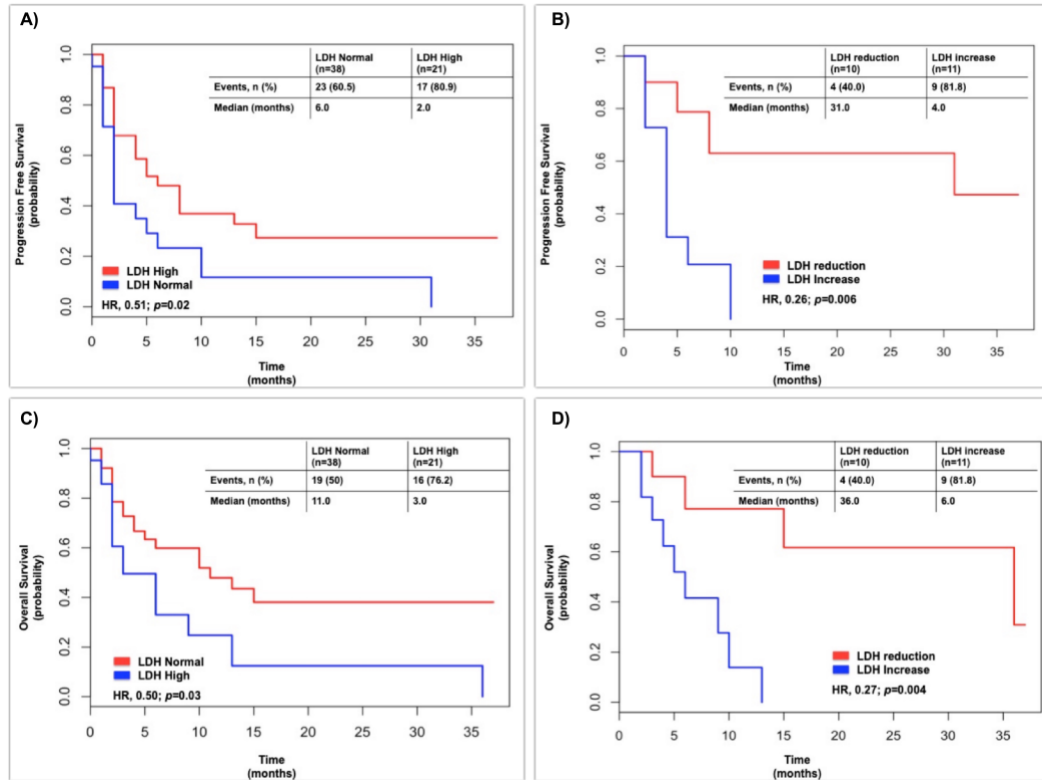 A)
LDH Normal (n=38) LDH High (n=21)
Events, n (%) 23 (60.5) 17 (80.9)
Median (months) 6.0 2.0
Progression Free Survival
(probability)
1.0
0.8
0.6
0.4
0.2
0.0
LDH High
LDH Normal
HR, 0.51; p=0.02
0 5 10 15 20 25 30 35
Time
(months)
B)
LDH reduction (n=10) LDH increase (n=11)
Events, n (%) 4 (40.0) 9 (81.8)
Median (months) 31.0 4.0
Progression Free Survival
(probability)
1.0
0.8
0.6
0.4
0.2
0.0
LDH reduction
LDH Increase
HR, 0.26; p=0.006
0 5 10 15 20 25 30 35
Time
(months)
C)
LDH Normal (n=38) LDH High (n=21)
Events, n (%) 19 (50) 16 (76.2)
Median (months) 11.0 3.0
Overall Survival
(probability)
1.0
0.8
0.6
0.4
0.2
0.0
LDH Normal
LDH High
HR, 0.50; p=0.03
0 5 10 15 20 25 30 35
Time
(months)
D)
LDH reduction (n=10) LDH increase (n=11)
Events, n (%) 4 (40.0) 9 (81.8)
Median (months) 36.0 6.0
Overall Survival
(probability)
1.0
0.8
0.6
0.4
0.2
0.0
LDH reduction
LDH Increase
HR, 0.27; p=0.004
0 5 10 15 20 25 30 35
Time
(months)